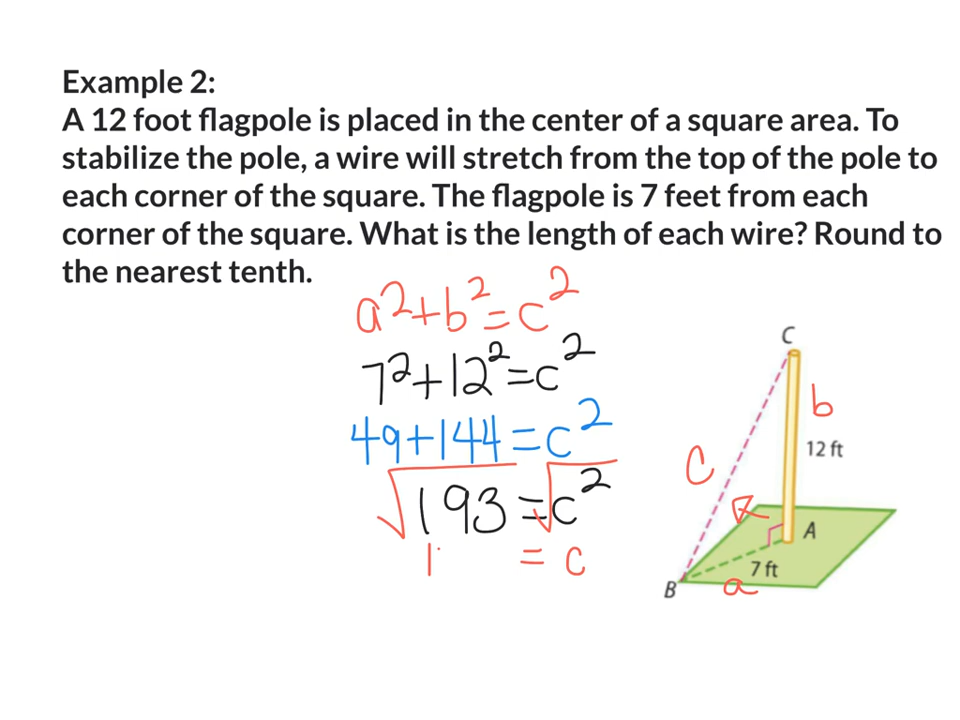 Example 2:
A 12 foot flagpole is placed in the center of a square area. To
stabilize the pole, a wire will stretch from the top of the pole to
each corner of the square. The flagpole is 7 feet from each
corner of the square. What is the length of each wire? Round to
the nearest tenth.
a²+b²=c²
7²+12²=c²
49+144=c²
√193=√c²
1 = c
C
b
12 ft
c
A
7 ft
B
a